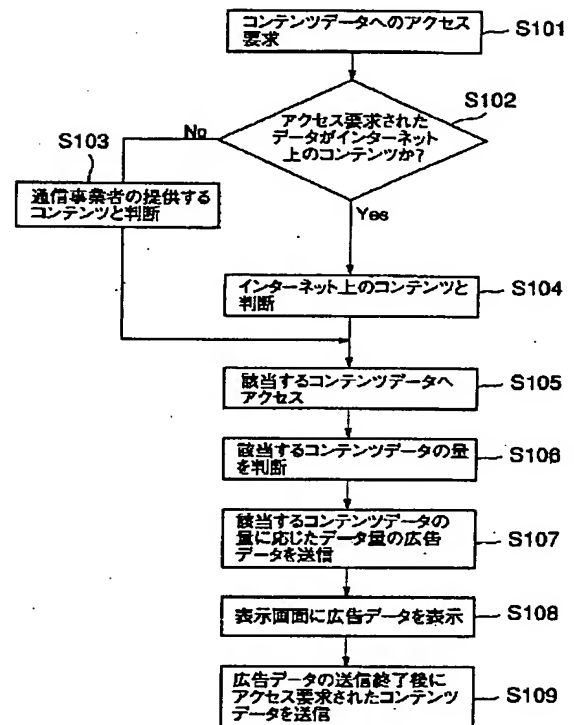 コンテンツデータへのアクセス
要求
S101
S102
アクセス要求された
データがインターネット
上のコンテンツか?
No
S103
通信事業者の提供する
コンテンツと判断
Yes
インターネット上のコンテンツと
判断
S104
該当するコンテンツデータへ
アクセス
S105
該当するコンテンツデータの量
を判断
S106
該当するコンテンツデータの
量に応じたデータ量の広告
データを送信
S107
表示画面に広告データを表示
S108
広告データの送信終了後に
アクセス要求されたコンテンツ
データを送信
S109